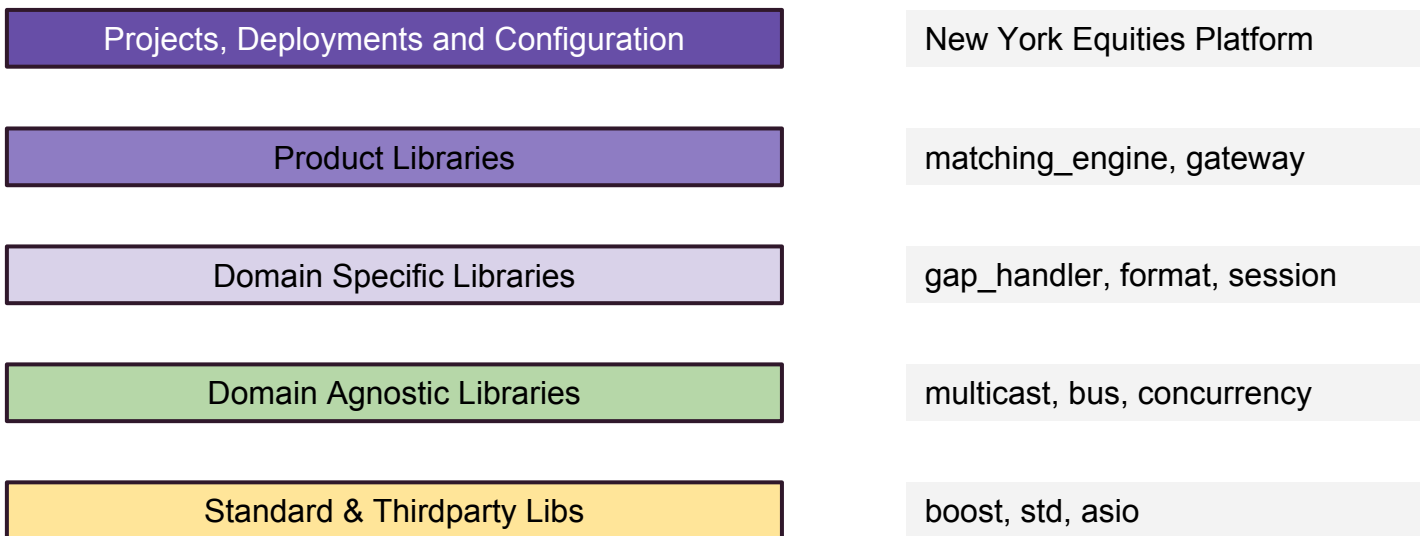 Projects, Deployments and Configuration
New York Equities Platform
Product Libraries
matching_engine, gateway
Domain Specific Libraries
gap_handler, format, session
Domain Agnostic Libraries
multicast, bus, concurrency
Standard & Thirdparty Libs
boost, std, asio